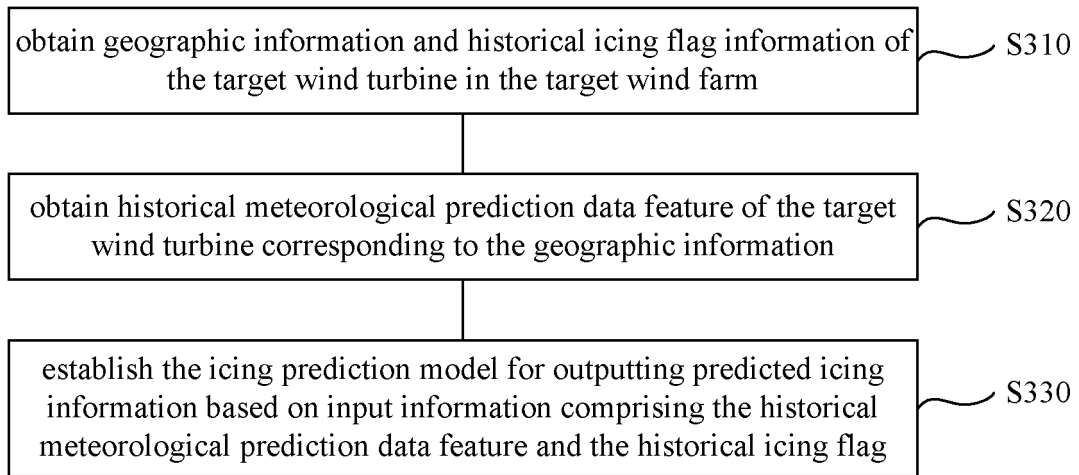 obtain geographic information and historical icing flag information of
the target wind turbine in the target wind farm
S310
obtain historical meteorological prediction data feature of the target
wind turbine corresponding to the geographic information
S320
establish the icing prediction model for outputting predicted icing
information based on input information comprising the historical
meteorological prediction data feature and the historical icing flag
S330